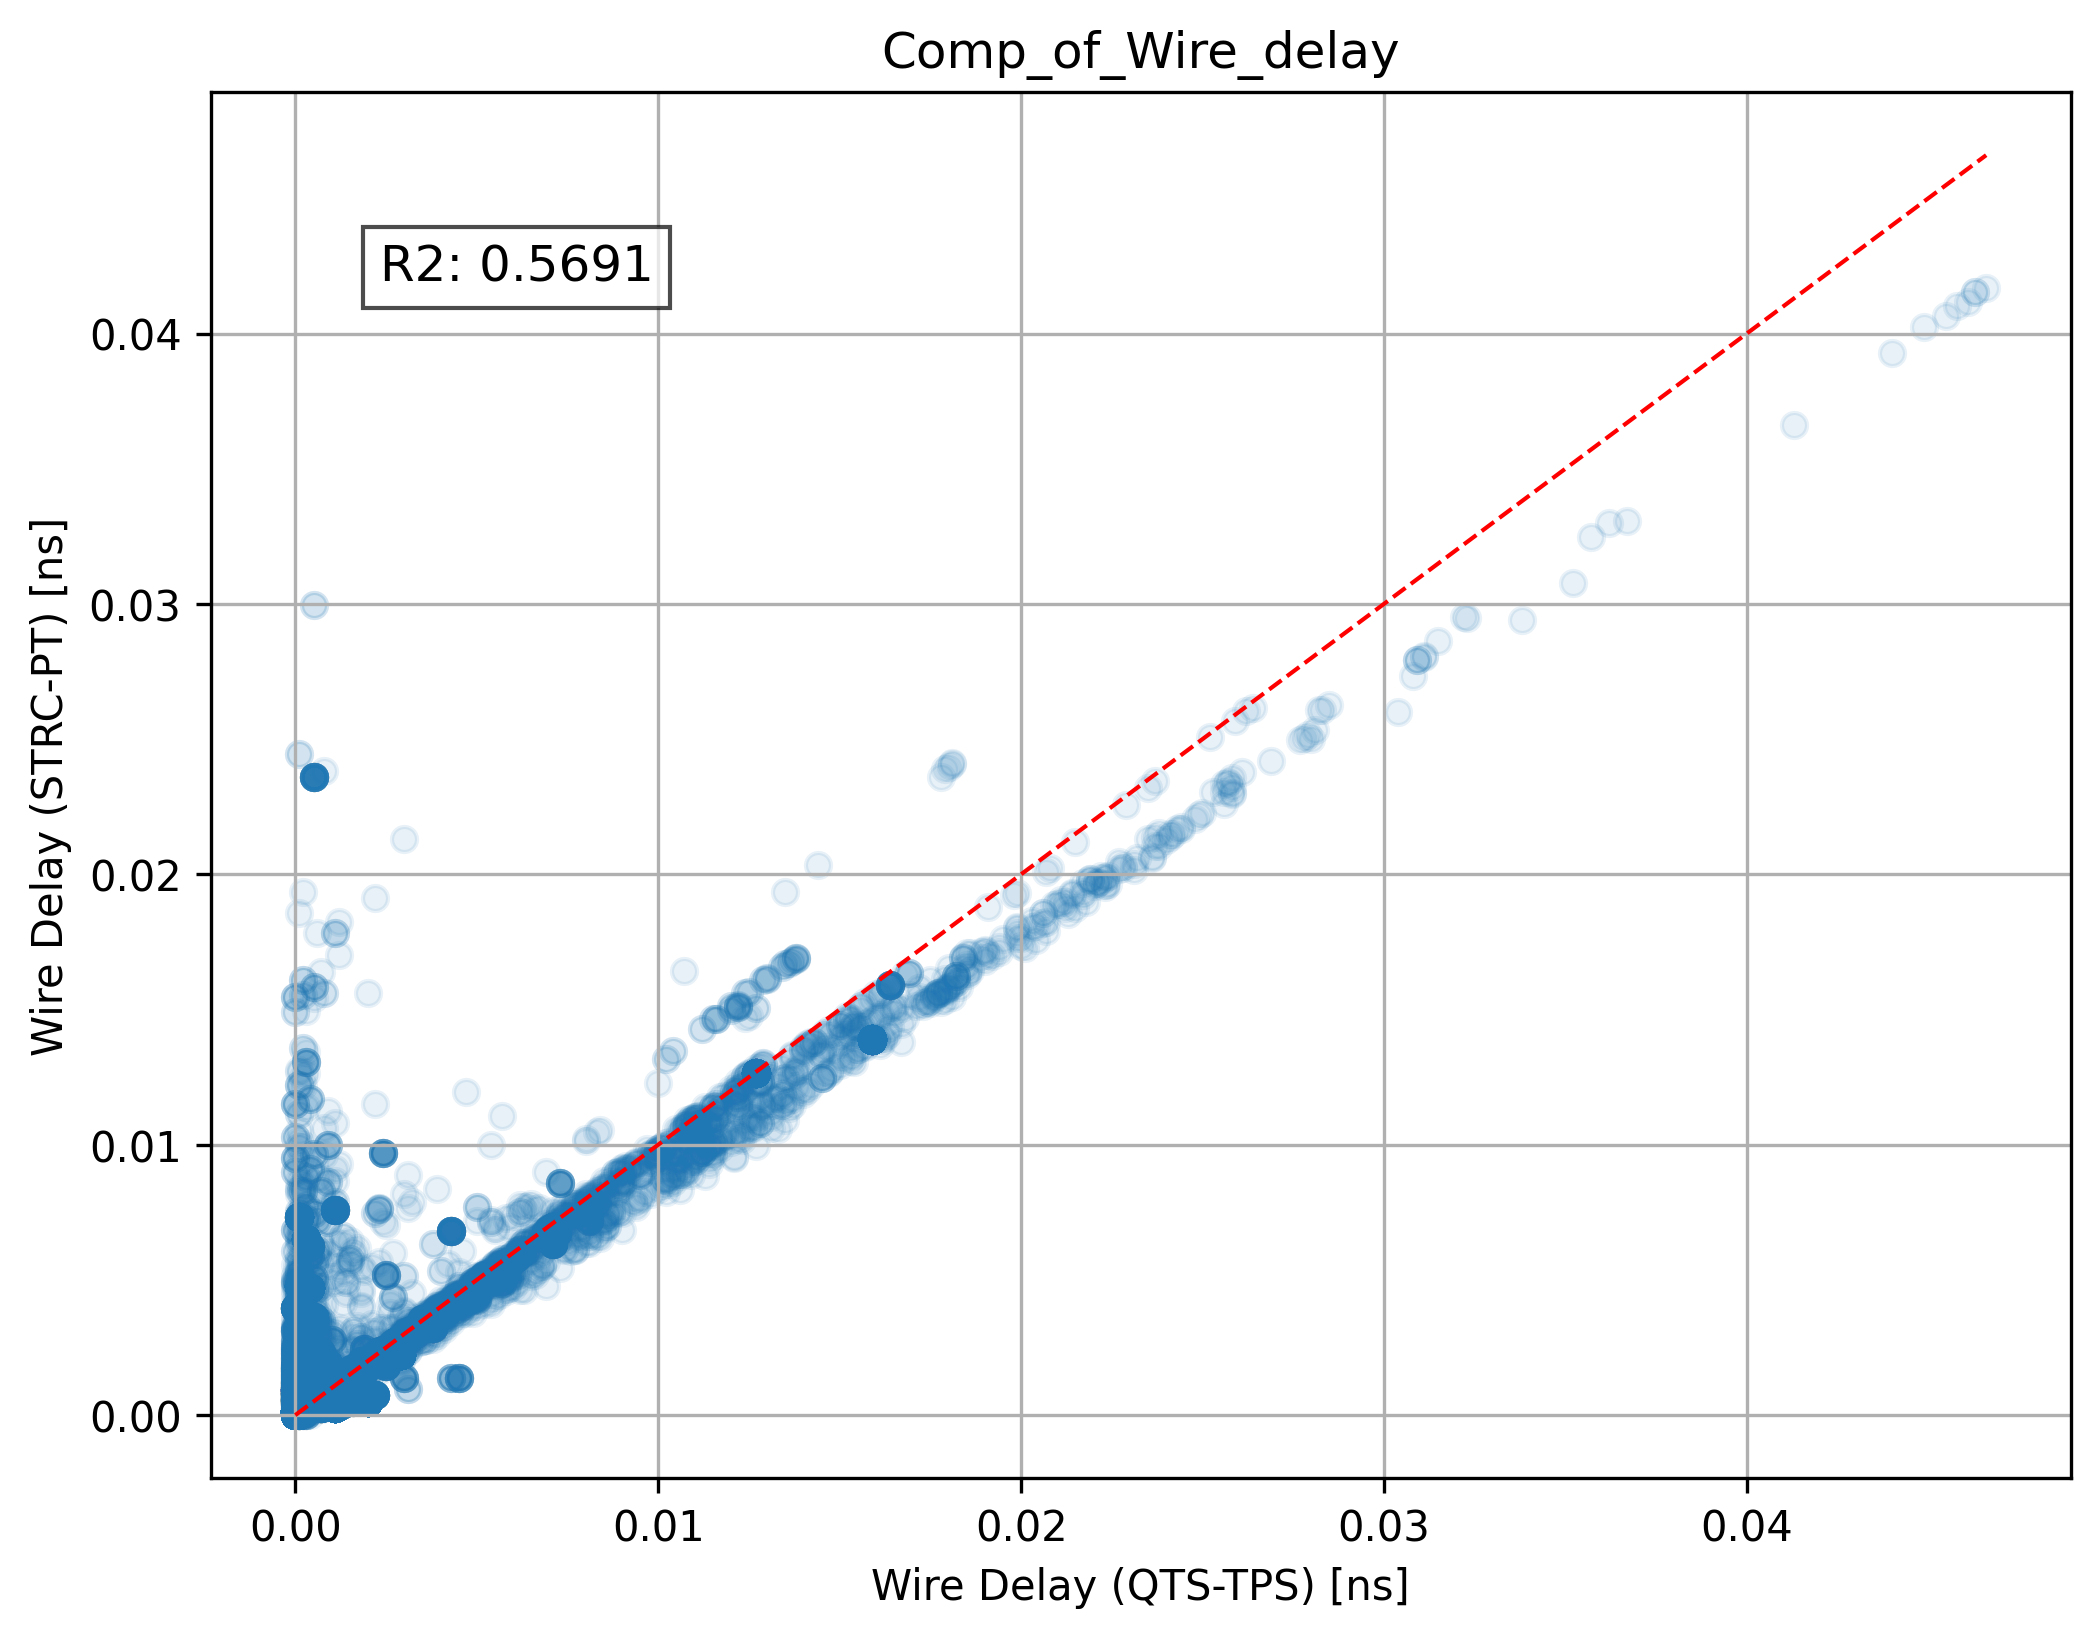 Comp_of_Wire_delay
R2: 0.5691
Wire Delay (STRC-PT) [ns]
0.04
0.03
0.02
0.01
0.00
0.00 0.01 0.02 0.03 0.04
Wire Delay (QTS-TPS) [ns]